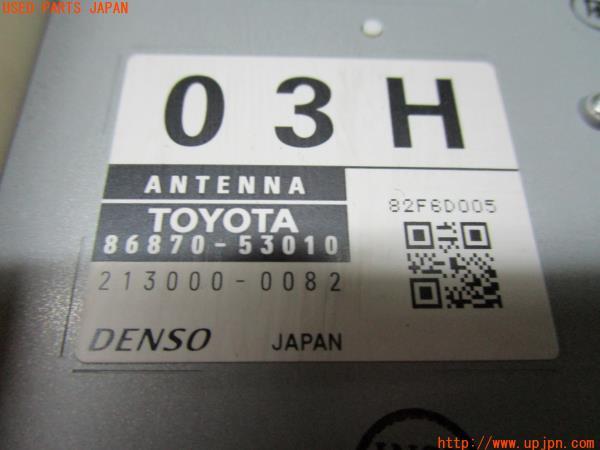 USED PARTS JAPAN
03H
ANTENNA
TOYOTA
86870-53010
82F6D005
213000-0082
DENSO JAPAN
http://www.upjpn.com/